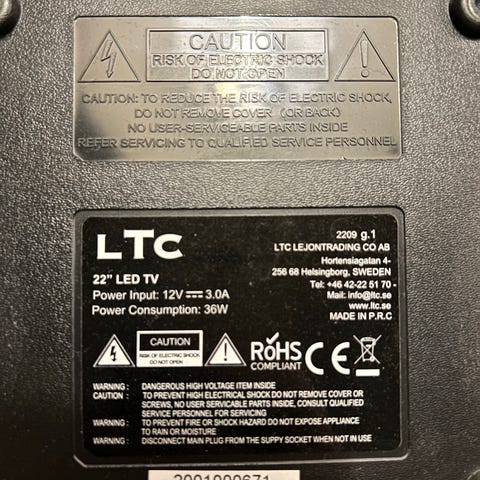 CAUTION
RISK OF ELECTRIC SHOCK
DO NOT OPEN
CAUTION: TO REDUCE THE RISK OF ELECTRIC SHOCK,
DO NOT REMOVE COVER (OR BACK)
NO USER-SERVICEABLE PARTS INSIDE
REFER SERVICING TO QUALIFIED SERVICE PERSONNEL
LTC
22" LED TV
Power Input: 12V 3.0A
Power Consumption: 36W
2209 g.1
LTC LEJONTRADING CO AB
Hortensiagatan 4-
256 68 Helsingborg, SWEDEN
Tel: +46 42-22 51 70 -
Mail: info@ltc.se
www.ltc.se
MADE IN P.R.C
CAUTION
RISK OF ELECTRIC SHOCK
DO NOT OPEN
RoHS
COMPLIANT
CE
WARNING : DANGEROUS HIGH VOLTAGE ITEM INSIDE
CAUTION : TO PREVENT HIGH ELECTRICAL SHOCK DO NOT REMOVE COVER OR
SCREWS, NO USER SERVICABLE PARTS INSIDE, CONSULT QUALIFIED
SERVICE PERSONNEL FOR SERVICING
WARNING : TO PREVENT FIRE OR SHOCK HAZARD DO NOT EXPOSE APPLIANCE
TO RAIN OR MOISTURE
WARNING : DISCONNECT MAIN PLUG FROM THE SUPPY SOCKET WHEN NOT IN USE